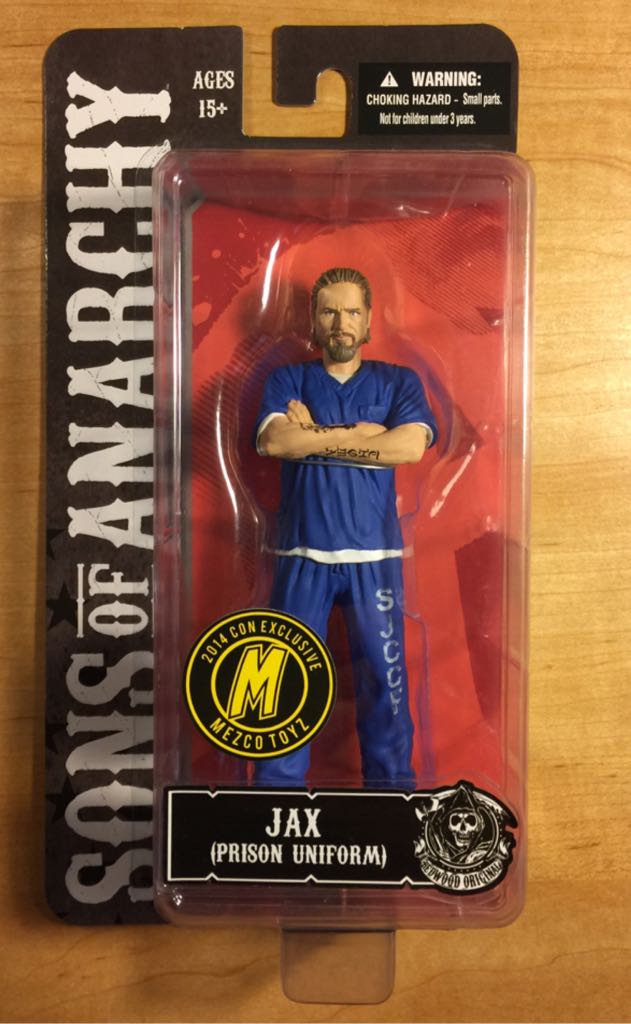 SONS OF ANARCHY
AGES
15+
WARNING:
CHOKING HAZARD - Small parts.
Not for children under 3 years.
SJCCF
2014 CON EXCLUSIVE
M
MEZCO TOYZ
JAX
(PRISON UNIFORM)
REDWOOD ORIGINAL